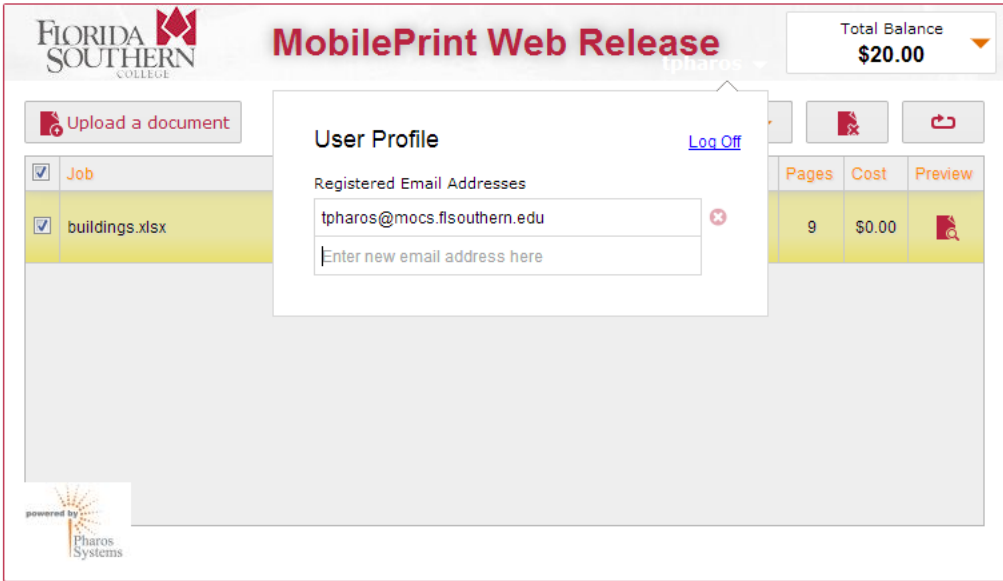 FLORIDA
SOUTHERN
COLLEGE
MobilePrint Web Release
tpharos
Total Balance
$20.00
Upload a document
User Profile
Log Off
Registered Email Addresses
tpharos@mocs.flsouthern.edu
Enter new email address here
Job
Pages
Cost
Preview
buildings.xlsx
9
$0.00
powered by
Pharos
Systems